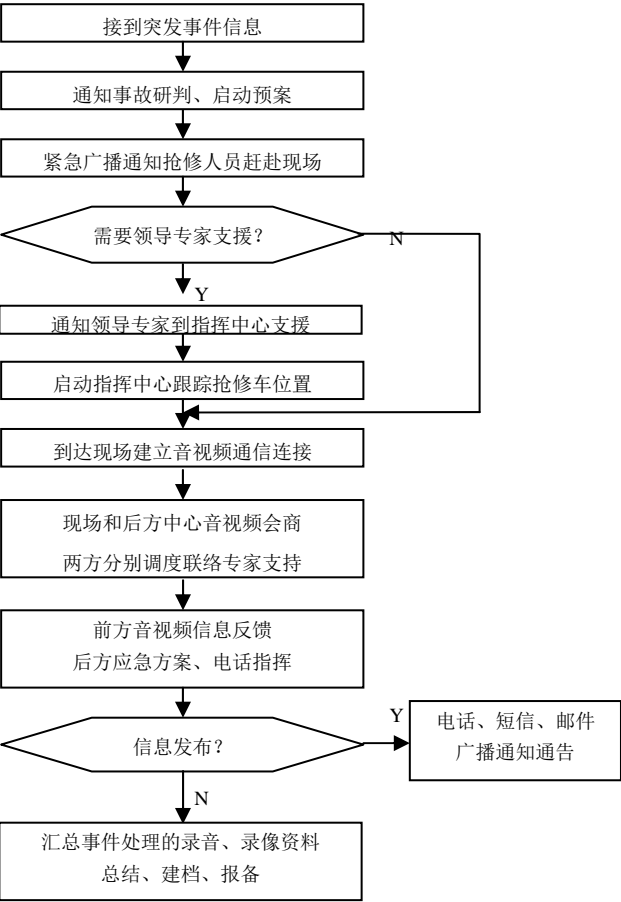 接到突发事件信息
通知事故研判、启动预案
紧急广播通知抢修人员赶赴现场
需要领导专家支援？
N
Y
通知领导专家到指挥中心支援
启动指挥中心跟踪抢修车位置
到达现场建立音视频通信连接
现场和后方中心音视频会商
两方分别调度联络专家支持
前方音视频信息反馈
后方应急方案、电话指挥
信息发布？
Y
电话、短信、邮件
广播通知通告
N
汇总事件处理的录音、录像资料
总结、建档、报备